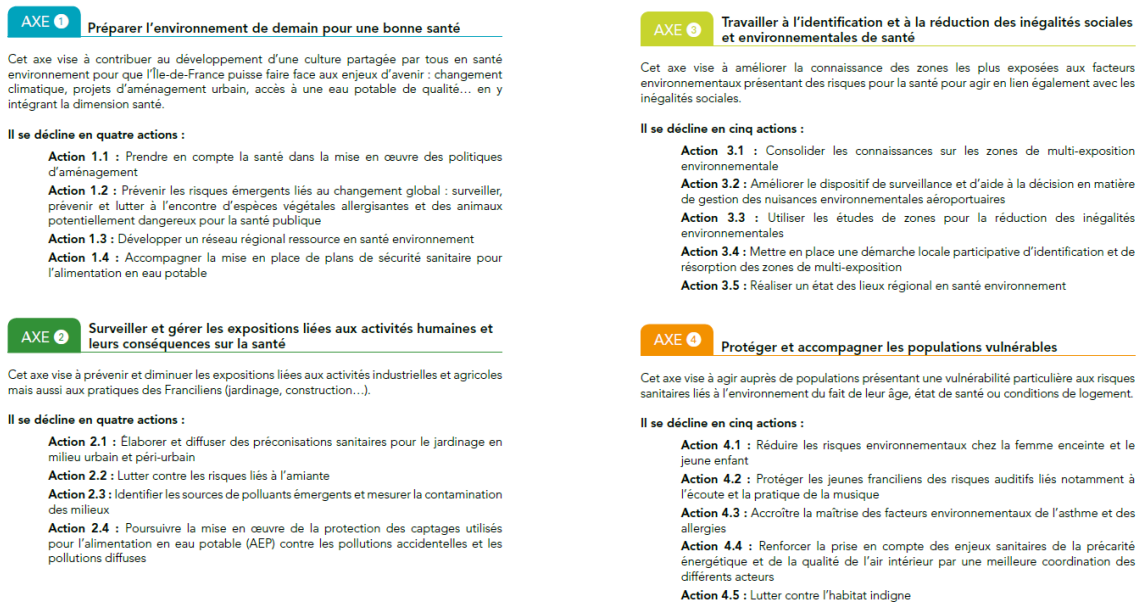 AXE 1
Préparer l'environnement de demain pour une bonne santé
Cet axe vise à contribuer au développement d'une culture partagée par tous en santé
environnement pour que l'Île-de-France puisse faire face aux enjeux d'avenir : changement
climatique, projets d'aménagement urbain, accès à une eau potable de qualité… en y
intégrant la dimension santé.
Il se décline en quatre actions :
Action 1.1 : Prendre en compte la santé dans la mise en œuvre des politiques
d'aménagement
Action 1.2 : Prévenir les risques émergents liés au changement global : surveiller,
prévenir et lutter à l'encontre d'espèces végétales allergisantes et des animaux
potentiellement dangereux pour la santé publique
Action 1.3 : Développer un réseau régional ressource en santé environnement
Action 1.4 : Accompagner la mise en place de plans de sécurité sanitaire pour
l'alimentation en eau potable
AXE 2
Surveiller et gérer les expositions liées aux activités humaines et
leurs conséquences sur la santé
Cet axe vise à prévenir et diminuer les expositions liées aux activités industrielles et agricoles
mais aussi aux pratiques des Franciliens (jardinage, construction…).
Il se décline en quatre actions :
Action 2.1 : Élaborer et diffuser des préconisations sanitaires pour le jardinage en
milieu urbain et péri-urbain
Action 2.2 : Lutter contre les risques liés à l'amiante
Action 2.3 : Identifier les sources de polluants émergents et mesurer la contamination
des milieux
Action 2.4 : Poursuivre la mise en œuvre de la protection des captages utilisés
pour l'alimentation en eau potable (AEP) contre les pollutions accidentelles et les
pollutions diffuses
AXE 3
Travailler à l'identification et à la réduction des inégalités sociales
et environnementales de santé
Cet axe vise à améliorer la connaissance des zones les plus exposées aux facteurs
environnementaux présentant des risques pour la santé pour agir en lien également avec les
inégalités sociales.
Il se décline en cinq actions :
Action 3.1 : Consolider les connaissances sur les zones de multi-exposition
environnementale
Action 3.2 : Améliorer le dispositif de surveillance et d'aide à la décision en matière
de gestion des nuisances environnementales aéroportuaires
Action 3.3 : Utiliser les études de zones pour la réduction des inégalités
environnementales
Action 3.4 : Mettre en place une démarche locale participative d'identification et de
résorption des zones de multi-exposition
Action 3.5 : Réaliser un état des lieux régional en santé environnement
AXE 4
Protéger et accompagner les populations vulnérables
Cet axe vise à agir auprès de populations présentant une vulnérabilité particulière aux risques
sanitaires liés à l'environnement du fait de leur âge, état de santé ou conditions de logement.
Il se décline en cinq actions :
Action 4.1 : Réduire les risques environnementaux chez la femme enceinte et le
jeune enfant
Action 4.2 : Protéger les jeunes franciliens des risques auditifs liés notamment à
l'écoute et la pratique de la musique
Action 4.3 : Accroître la maîtrise des facteurs environnementaux de l'asthme et des
allergies
Action 4.4 : Renforcer la prise en compte des enjeux sanitaires de la précarité
énergétique et de la qualité de l'air intérieur par une meilleure coordination des
différents acteurs
Action 4.5 : Lutter contre l'habitat indigne